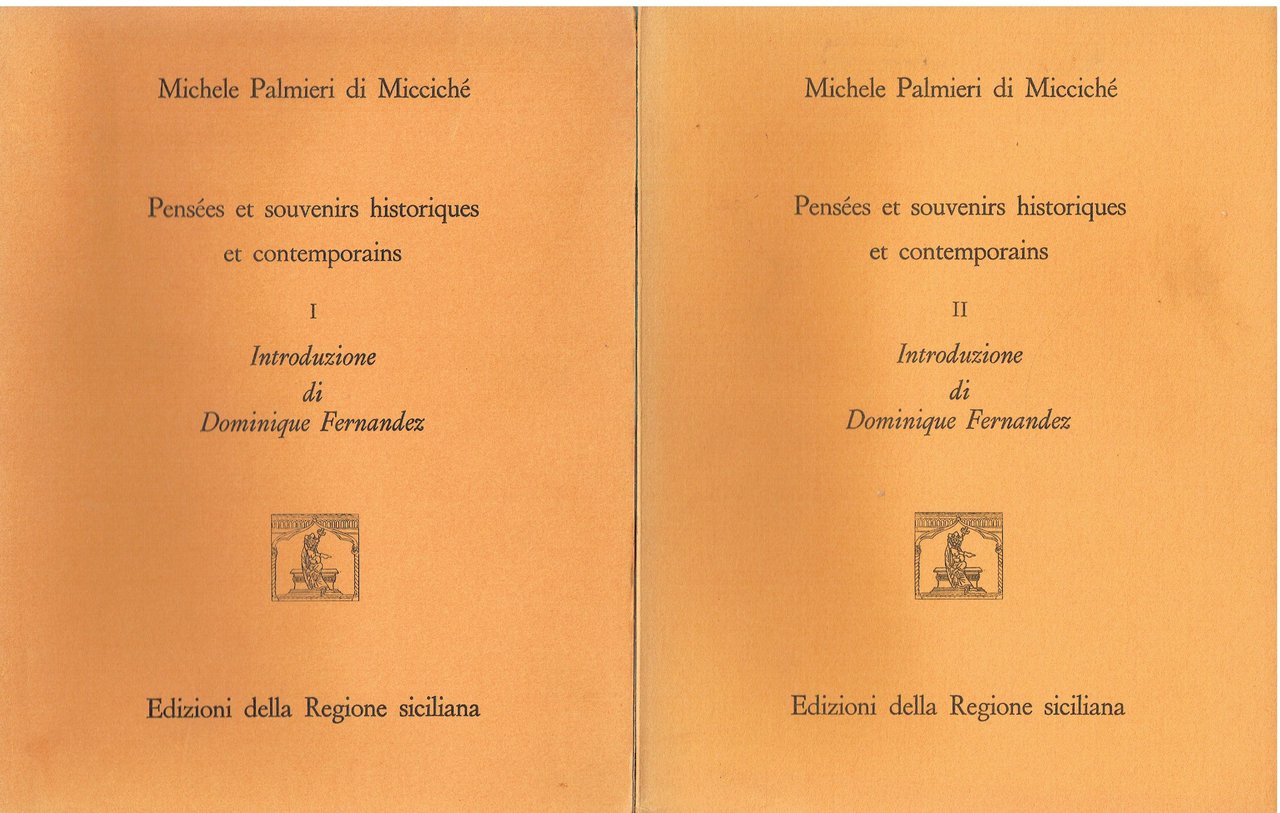 Michele Palmieri di Micciché
Pensées et souvenirs historiques
et contemporains
I
Introduzione
di
Dominique Fernandez
Edizioni della Regione siciliana
Michele Palmieri di Micciché
Pensées et souvenirs historiques
et contemporains
II
Introduzione
di
Dominique Fernandez
Edizioni della Regione siciliana